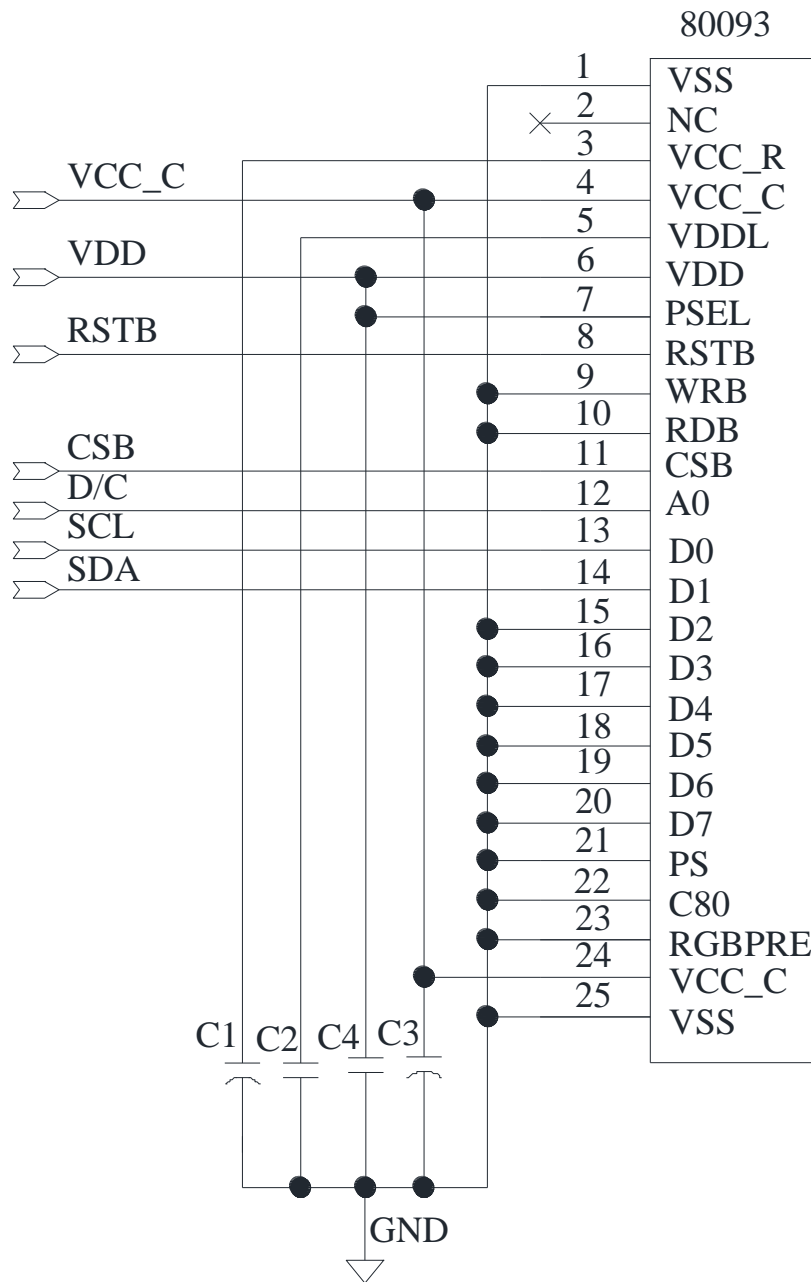 80093
1 VSS
2 NC
3 VCC_R
VCC_C 4 VCC_C
5 VDDL
VDD 6 VDD
7 PSEL
RSTB 8 RSTB
9 WRB
10 RDB
CSB 11 CSB
D/C 12 A0
SCL 13 D0
SDA 14 D1
15 D2
16 D3
17 D4
18 D5
19 D6
20 D7
21 PS
22 C80
23 RGBPRE
24 VCC_C
25 VSS
C1 C2 C4 C3
GND